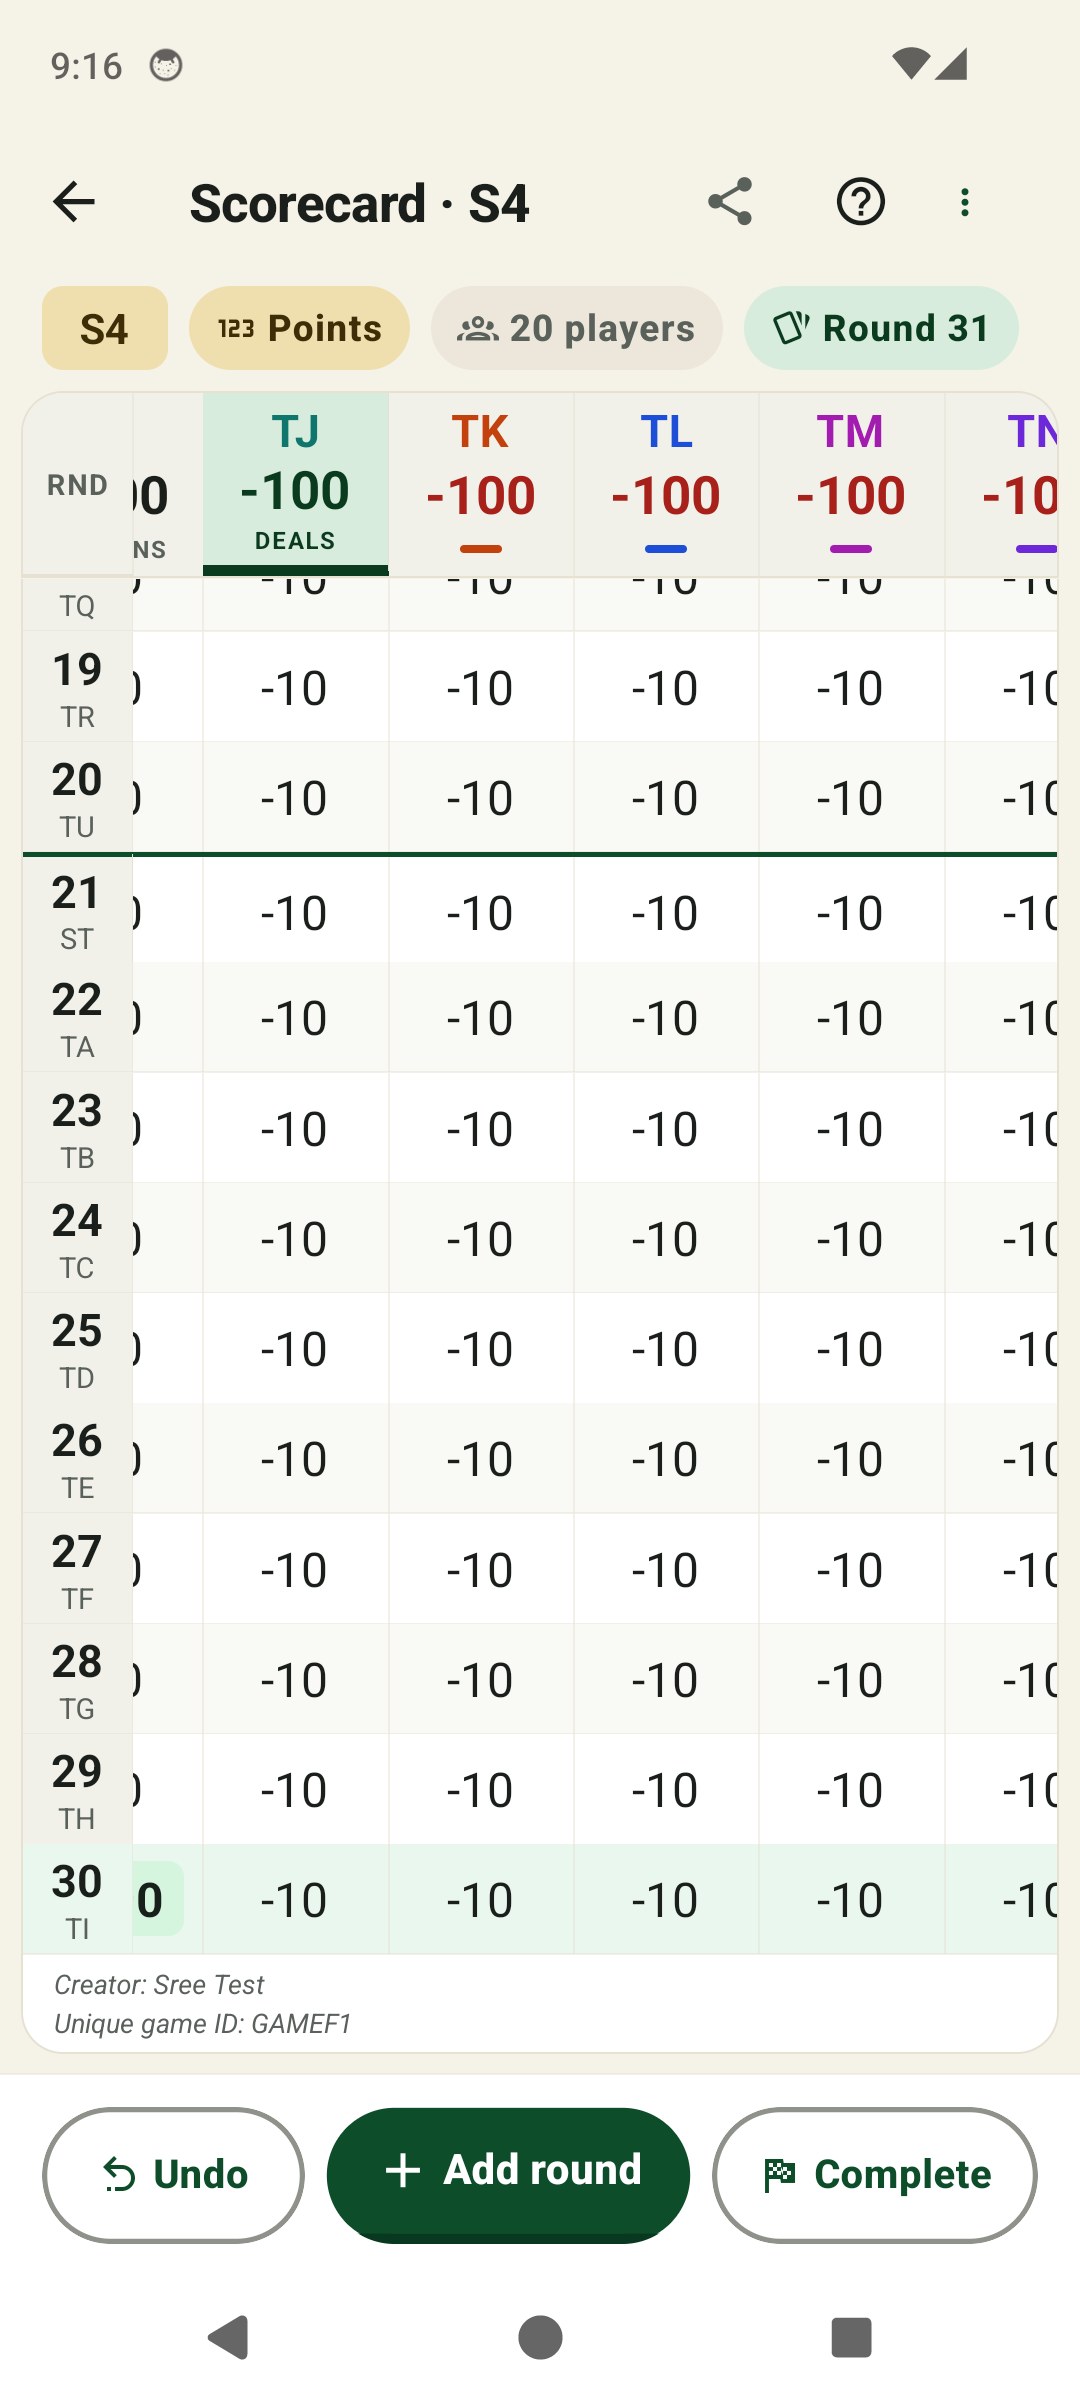 9:16
Scorecard · S4
S4 123 Points 20 players Round 31
RND TJ TK TL TM
-100 -100 -100 -100
DEALS
TQ -10 -10 -10 -10
19 TR -10 -10 -10 -10
20 TU -10 -10 -10 -10
21 ST -10 -10 -10 -10
22 TA -10 -10 -10 -10
23 TB -10 -10 -10 -10
24 TC -10 -10 -10 -10
25 TD -10 -10 -10 -10
26 TE -10 -10 -10 -10
27 TF -10 -10 -10 -10
28 TG -10 -10 -10 -10
29 TH -10 -10 -10 -10
30 TI 0 -10 -10 -10 -10
Creator: Sree Test
Unique game ID: GAMEF1
Undo Add round Complete